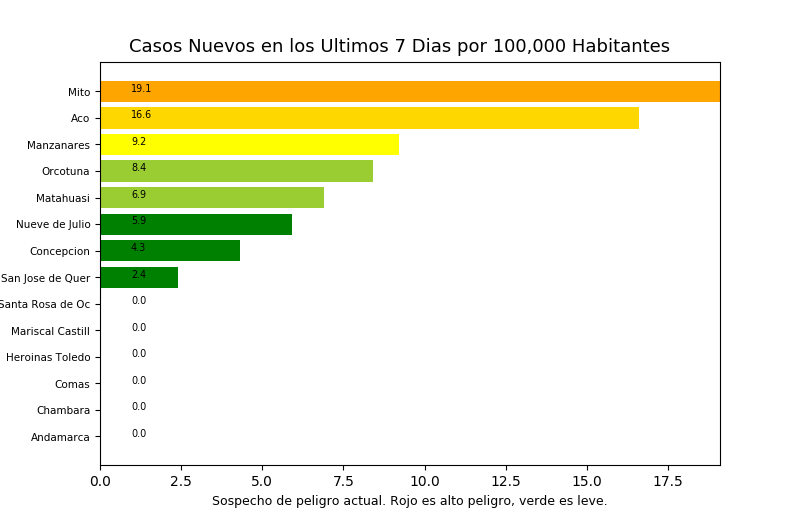 Casos Nuevos en los Ultimos 7 Dias por 100,000 Habitantes
Mito 19.1
Aco 16.6
Manzanares 9.2
Orcotuna 8.4
Matahuasi 6.9
Nueve de Julio 5.9
Concepcion 4.3
San Jose de Quer 2.4
Santa Rosa de Oc 0.0
Mariscal Castill 0.0
Heroinas Toledo 0.0
Comas 0.0
Chambara 0.0
Andamarca 0.0
0.0 2.5 5.0 7.5 10.0 12.5 15.0 17.5
Sospecho de peligro actual. Rojo es alto peligro, verde es leve.